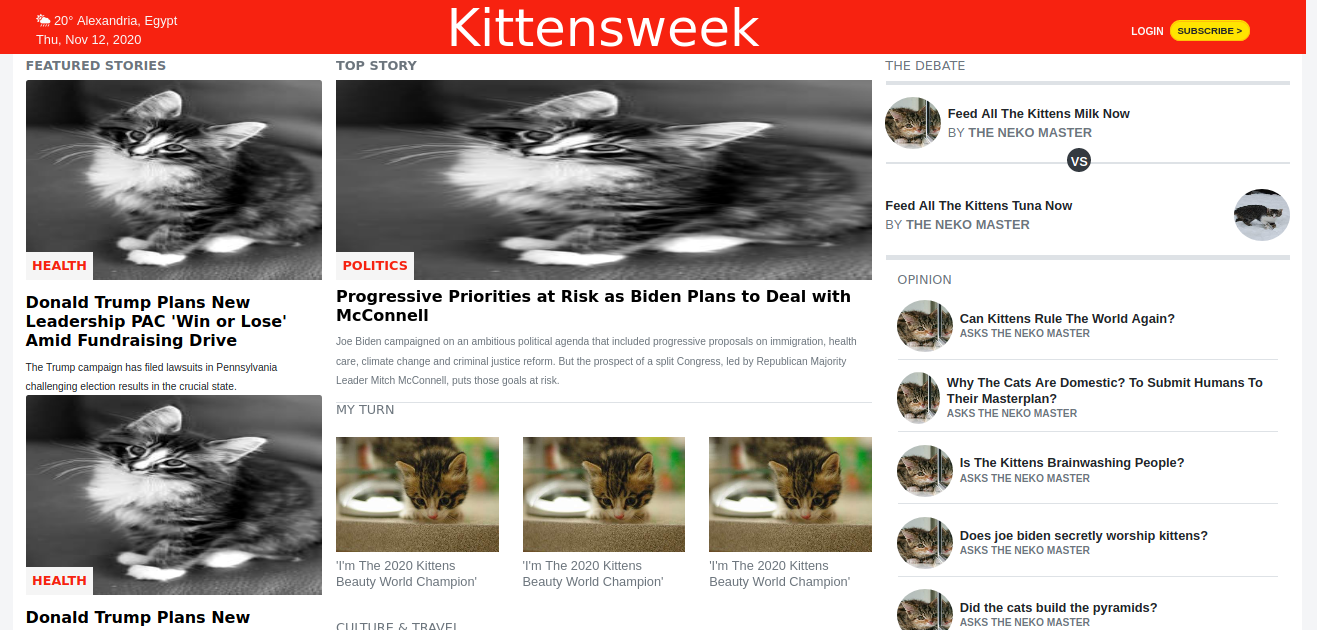 20° Alexandria, Egypt
Thu, Nov 12, 2020
Kittensweek
LOGIN
SUBSCRIBE >
FEATURED STORIES
HEALTH
Donald Trump Plans New
Leadership PAC 'Win or Lose'
Amid Fundraising Drive
The Trump campaign has filed lawsuits in Pennsylvania
challenging election results in the crucial state.
HEALTH
Donald Trump Plans New
TOP STORY
POLITICS
Progressive Priorities at Risk as Biden Plans to Deal with
McConnell
Joe Biden campaigned on an ambitious political agenda that included progressive proposals on immigration, health
care, climate change and criminal justice reform. But the prospect of a split Congress, led by Republican Majority
Leader Mitch McConnell, puts those goals at risk.
MY TURN
'I'm The 2020 Kittens
Beauty World Champion'
'I'm The 2020 Kittens
Beauty World Champion'
'I'm The 2020 Kittens
Beauty World Champion'
CULTURE & TRAVEL
THE DEBATE
Feed All The Kittens Milk Now
BY THE NEKO MASTER
VS
Feed All The Kittens Tuna Now
BY THE NEKO MASTER
OPINION
Can Kittens Rule The World Again?
ASKS THE NEKO MASTER
Why The Cats Are Domestic? To Submit Humans To
Their Masterplan?
ASKS THE NEKO MASTER
Is The Kittens Brainwashing People?
ASKS THE NEKO MASTER
Does joe biden secretly worship kittens?
ASKS THE NEKO MASTER
Did the cats build the pyramids?
ASKS THE NEKO MASTER